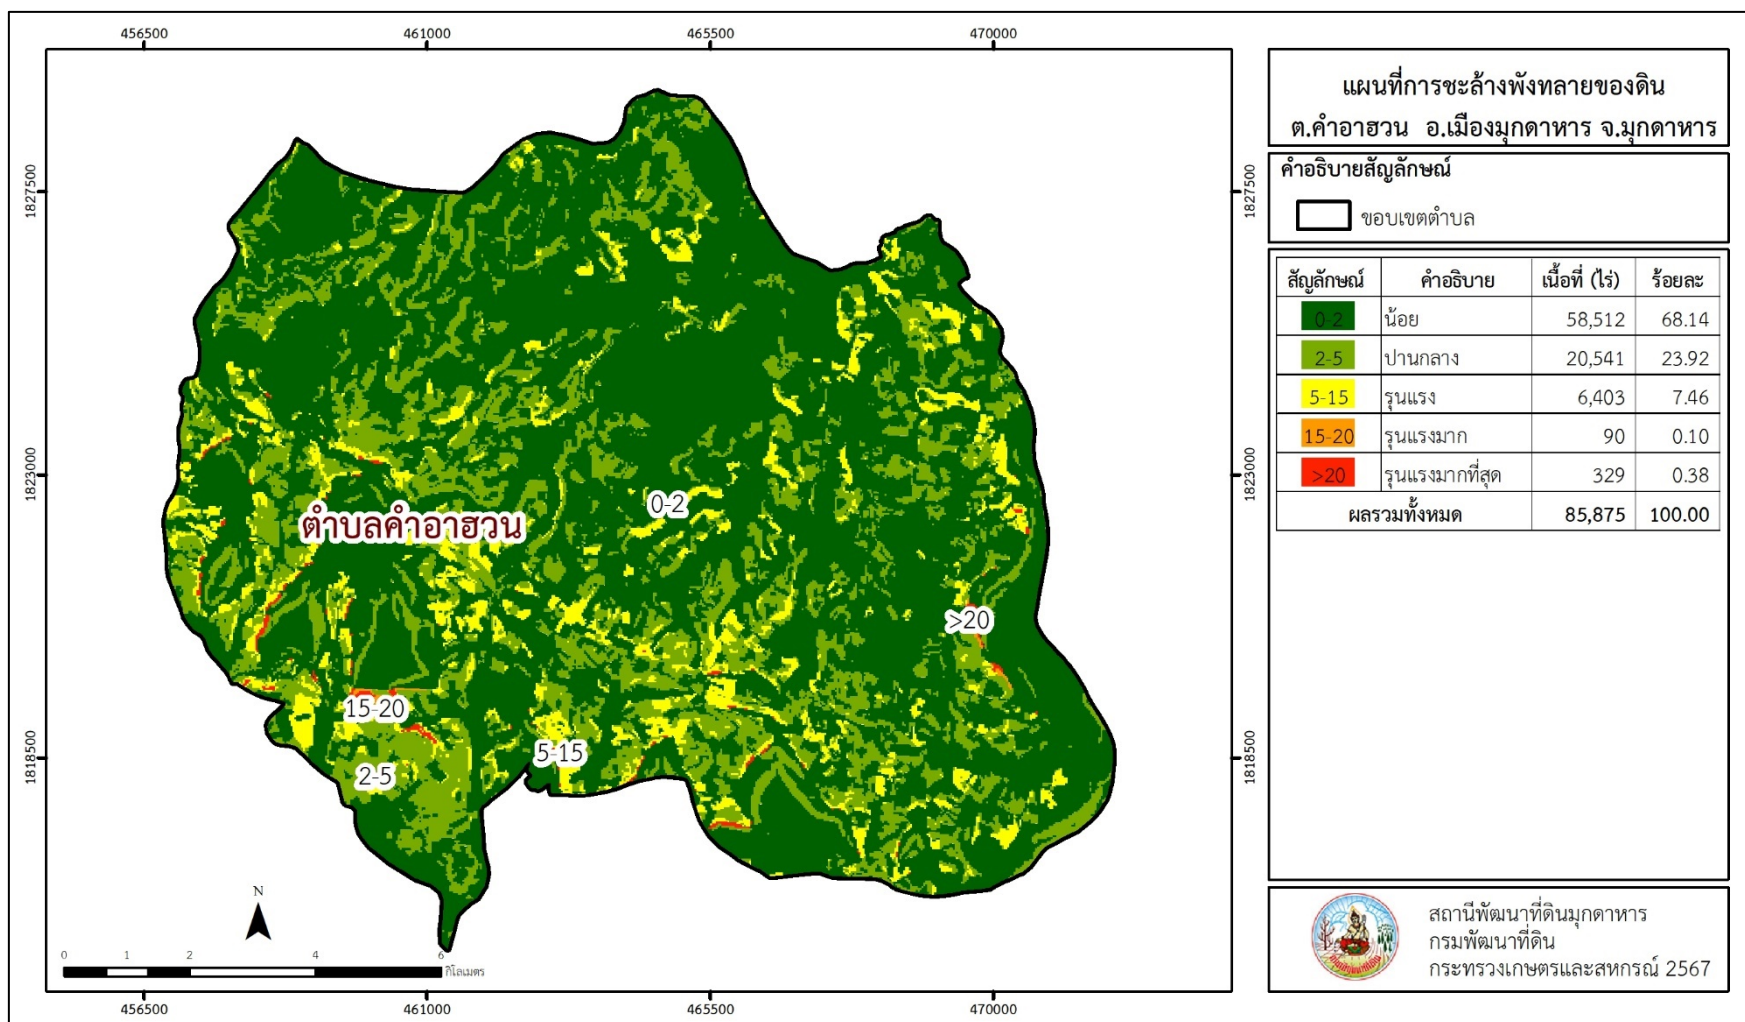 456500 461000 465500 470000
1827500 1827500
1823000 1823000
1818500 1818500
ตำบลคำอาฮวน
0-2
>20
15-20
5-15
2-5
N
0 1 2 4 6
กิโลเมตร
456500 461000 465500 470000
แผนที่การชะล้างพังทลายของดิน
ต.คำอาฮวน อ.เมืองมุกดาหาร จ.มุกดาหาร
คำอธิบายสัญลักษณ์
ขอบเขตตำบล
สัญลักษณ์ คำอธิบาย เนื้อที่ (ไร่) ร้อยละ
0-2 น้อย 58,512 68.14
2-5 ปานกลาง 20,541 23.92
5-15 รุนแรง 6,403 7.46
15-20 รุนแรงมาก 90 0.10
>20 รุนแรงมากที่สุด 329 0.38
ผลรวมทั้งหมด 85,875 100.00
สถานีพัฒนาที่ดินมุกดาหาร
กรมพัฒนาที่ดิน
กระทรวงเกษตรและสหกรณ์ 2567